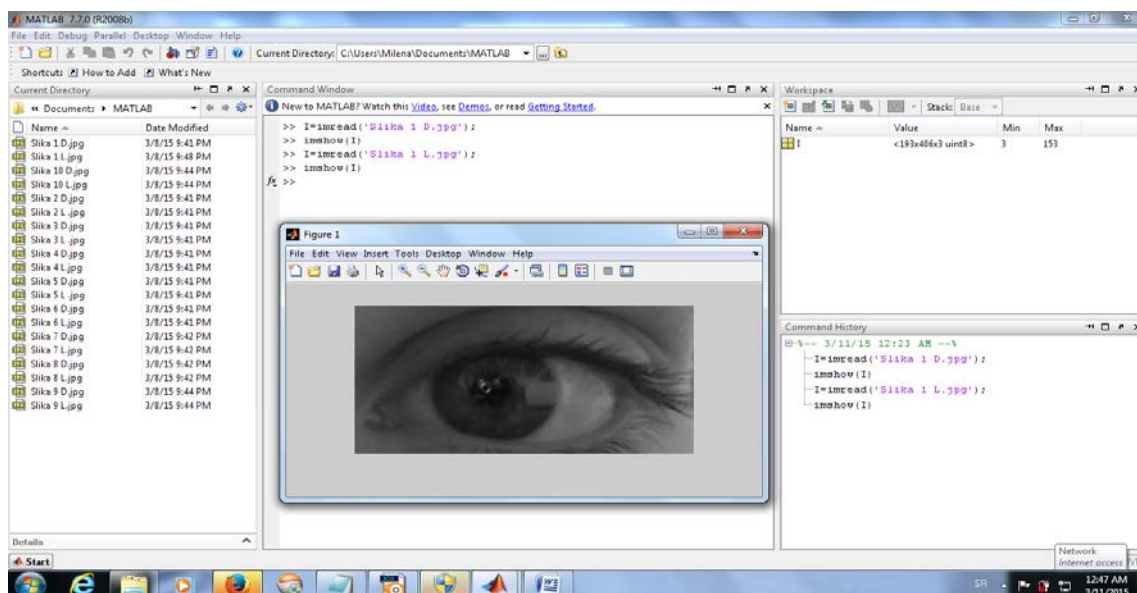 MATLAB 7.7.0 (R2008b)
File Edit Debug Parallel Desktop Window Help
Current Directory: C:\Users\Milena\Documents\MATLAB
Shortcuts How to Add What's New
Current Directory
« Documents MATLAB
Name Date Modified
Slika 1 D.jpg 3/8/15 9:41 PM
Slika 1 L.jpg 3/8/15 9:48 PM
Slika 10 D.jpg 3/8/15 9:44 PM
Slika 10 L.jpg 3/8/15 9:44 PM
Slika 2 D.jpg 3/8/15 9:41 PM
Slika 2 L .jpg 3/8/15 9:41 PM
Slika 3 D.jpg 3/8/15 9:41 PM
Slika 3 L .jpg 3/8/15 9:41 PM
Slika 4 D.jpg 3/8/15 9:41 PM
Slika 4 L.jpg 3/8/15 9:41 PM
Slika 5 D.jpg 3/8/15 9:41 PM
Slika 5 L .jpg 3/8/15 9:41 PM
Slika 6 D.jpg 3/8/15 9:41 PM
Slika 6 L.jpg 3/8/15 9:41 PM
Slika 7 D.jpg 3/8/15 9:42 PM
Slika 7 L.jpg 3/8/15 9:42 PM
Slika 8 D.jpg 3/8/15 9:42 PM
Slika 8 L.jpg 3/8/15 9:42 PM
Slika 9 D.jpg 3/8/15 9:44 PM
Slika 9 L.jpg 3/8/15 9:44 PM
Details
Command Window
New to MATLAB? Watch this Video, see Demos, or read Getting Started.
>> I=imread('Slika 1 D.jpg');
>> imshow(I)
>> I=imread('Slika 1 L.jpg');
>> imshow(I)
fx >>
Figure 1
File Edit View Insert Tools Desktop Window Help
Workspace
Stack: Base
Name Value Min Max
I <193x406x3 uint8> 3 153
Command History
%-- 3/11/15 12:23 AM --%
I=imread('Slika 1 D.jpg');
imshow(I)
I=imread('Slika 1 L.jpg');
imshow(I)
Start
Network
Internet access
SR
12:47 AM
3/11/2015